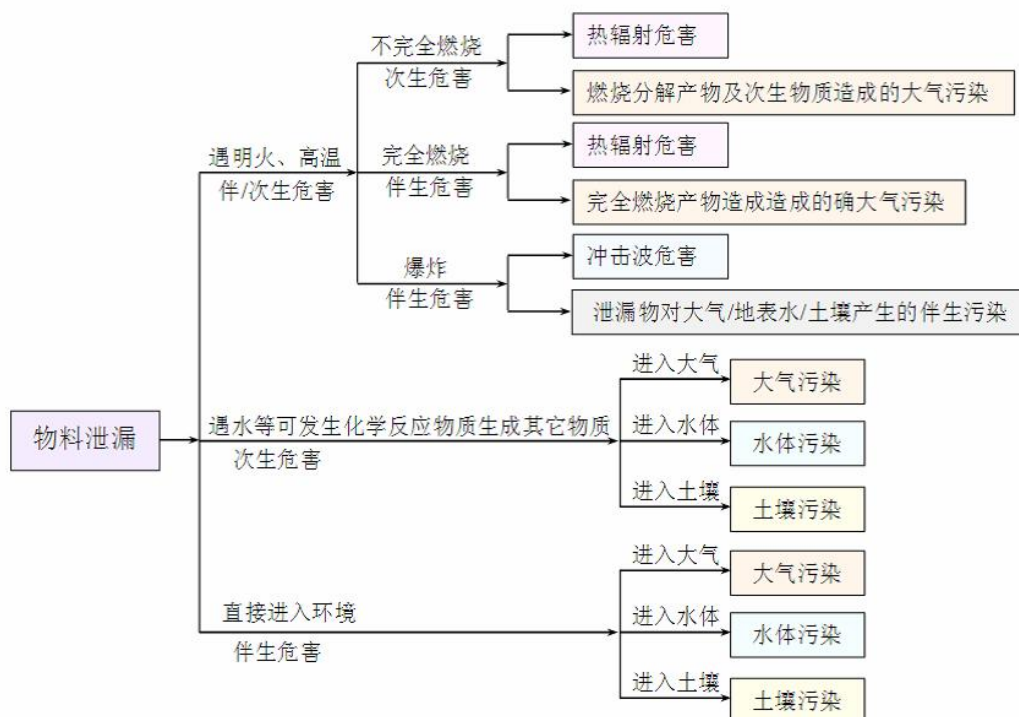 不完全燃烧
次生危害
热辐射危害
燃烧分解产物及次生物质造成的大气污染
遇明火、高温
伴/次生危害
完全燃烧
伴生危害
热辐射危害
完全燃烧产物造成造成的确大气污染
爆炸
伴生危害
冲击波危害
泄漏物对大气/地表水/土壤产生的伴生污染
物料泄漏
遇水等可发生化学反应物质生成其它物质
次生危害
进入大气
大气污染
进入水体
水体污染
进入土壤
土壤污染
直接进入环境
伴生危害
进入大气
大气污染
进入水体
水体污染
进入土壤
土壤污染